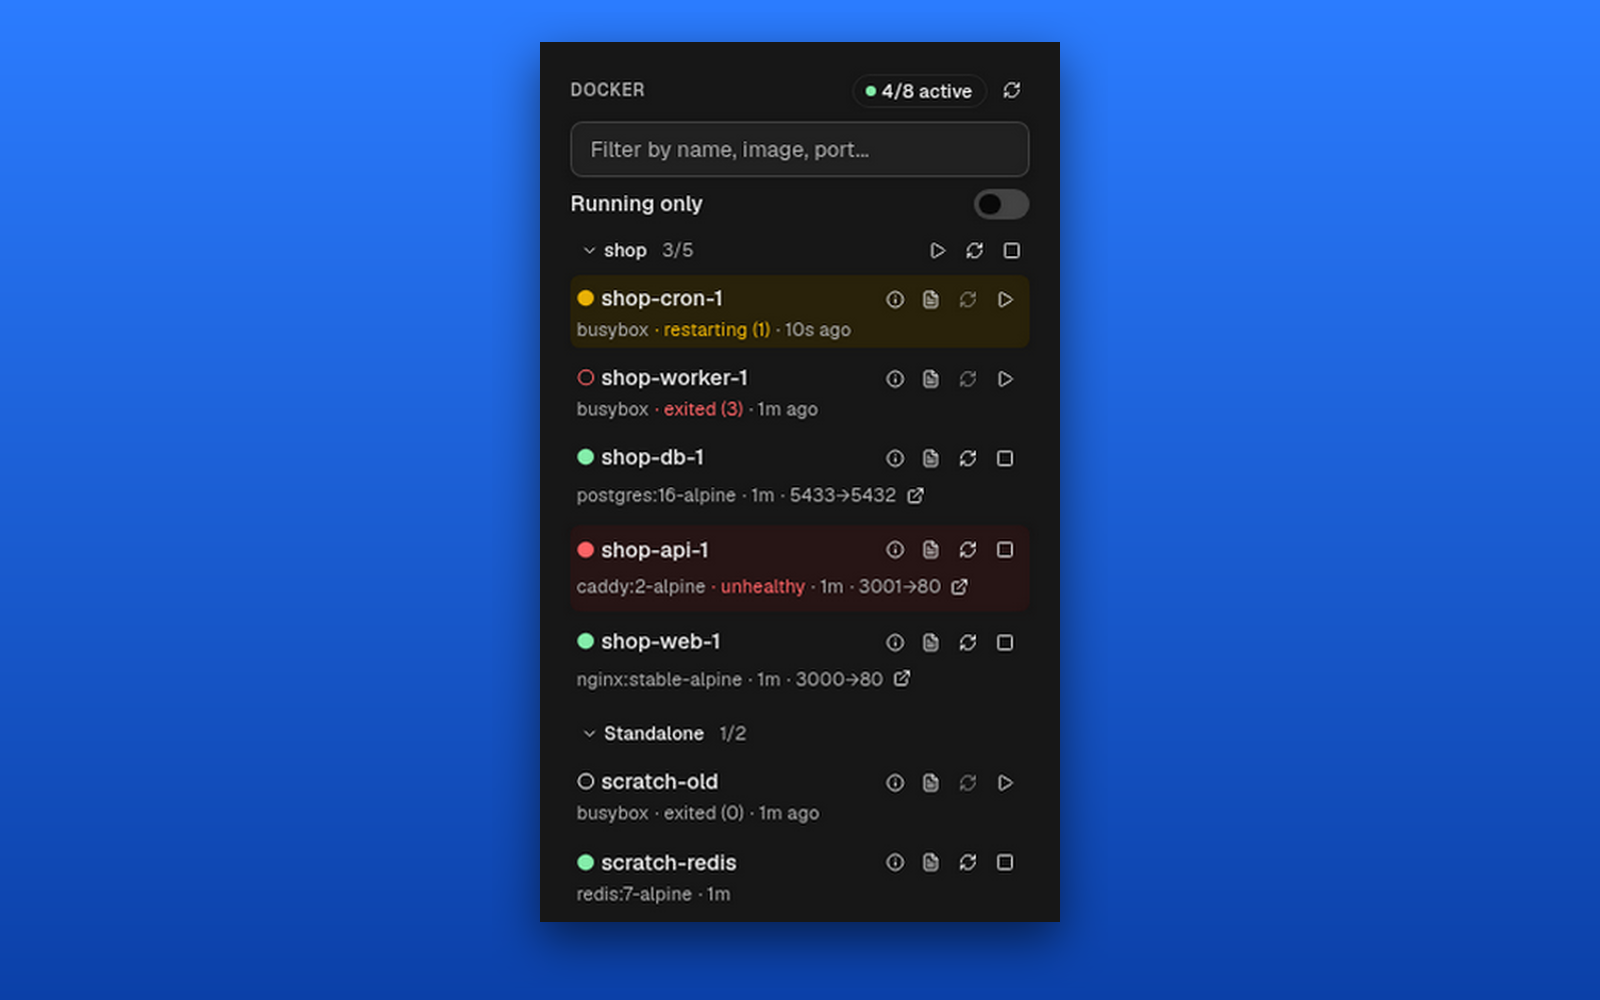 DOCKER
4/8 active
Filter by name, image, port...
Running only
shop 3/5
shop-cron-1
busybox · restarting (1) · 10s ago
shop-worker-1
busybox · exited (3) · 1m ago
shop-db-1
postgres:16-alpine · 1m · 5433→5432
shop-api-1
caddy:2-alpine · unhealthy · 1m · 3001→80
shop-web-1
nginx:stable-alpine · 1m · 3000→80
Standalone 1/2
scratch-old
busybox · exited (0) · 1m ago
scratch-redis
redis:7-alpine · 1m